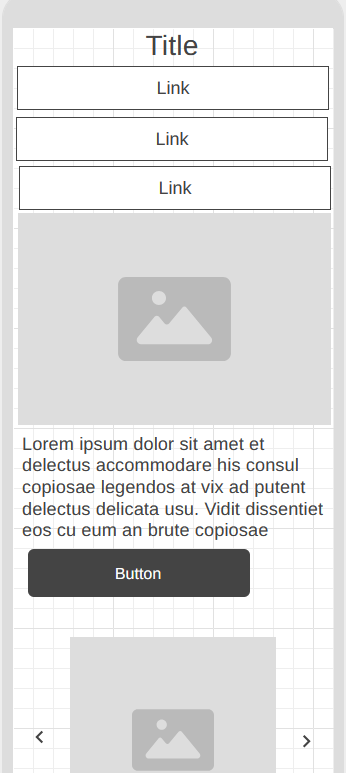 Title
Link
Link
Link
Lorem ipsum dolor sit amet et
delectus accommodare his consul
copiosae legendos at vix ad putent
delectus delicata usu. Vidit dissentiet
eos cu eum an brute copiosae
Button